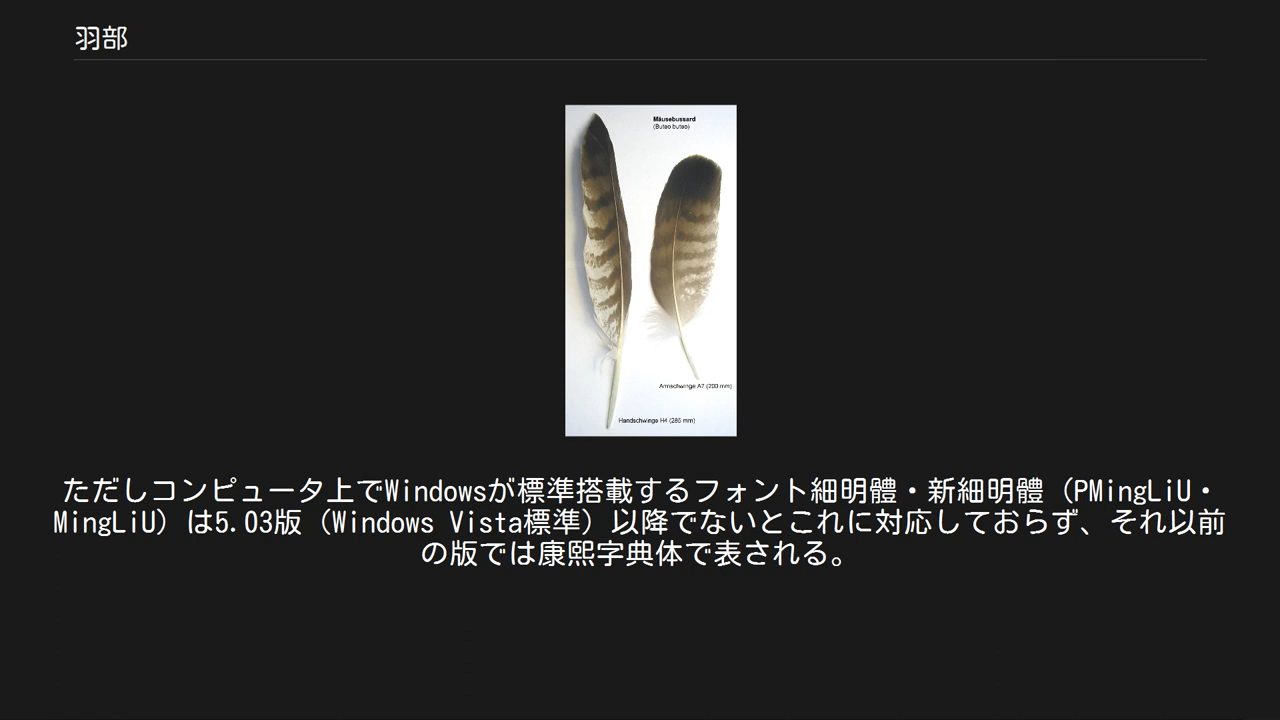 羽部
Mäusebussard
(Buteo buteo)
Armschwinge A7 (200 mm)
Handschwinge H4 (286 mm)
ただしコンピュータ上でWindowsが標準搭載するフォント細明體・新細明體（PMingLiU・
MingLiU）は5.03版（Windows Vista標準）以降でないとこれに対応しておらず、それ以前
の版では康熙字典体で表される。